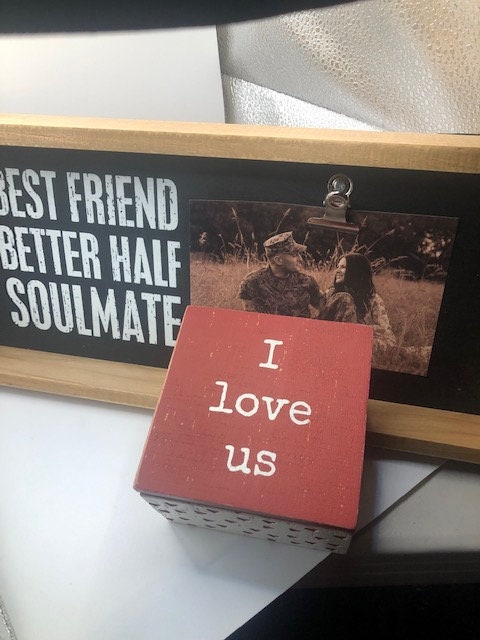 BEST FRIEND
BETTER HALF
SOULMATE
I
love
us